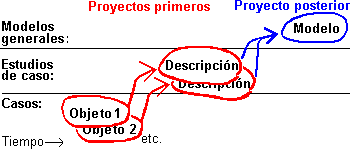 Proyectos primeros
Proyecto posterior
Modelos
generales:
Modelo
Estudios
de caso:
Descripción
Descripción
Casos:
Objeto 1
Objeto 2
etc.
Tiempo→